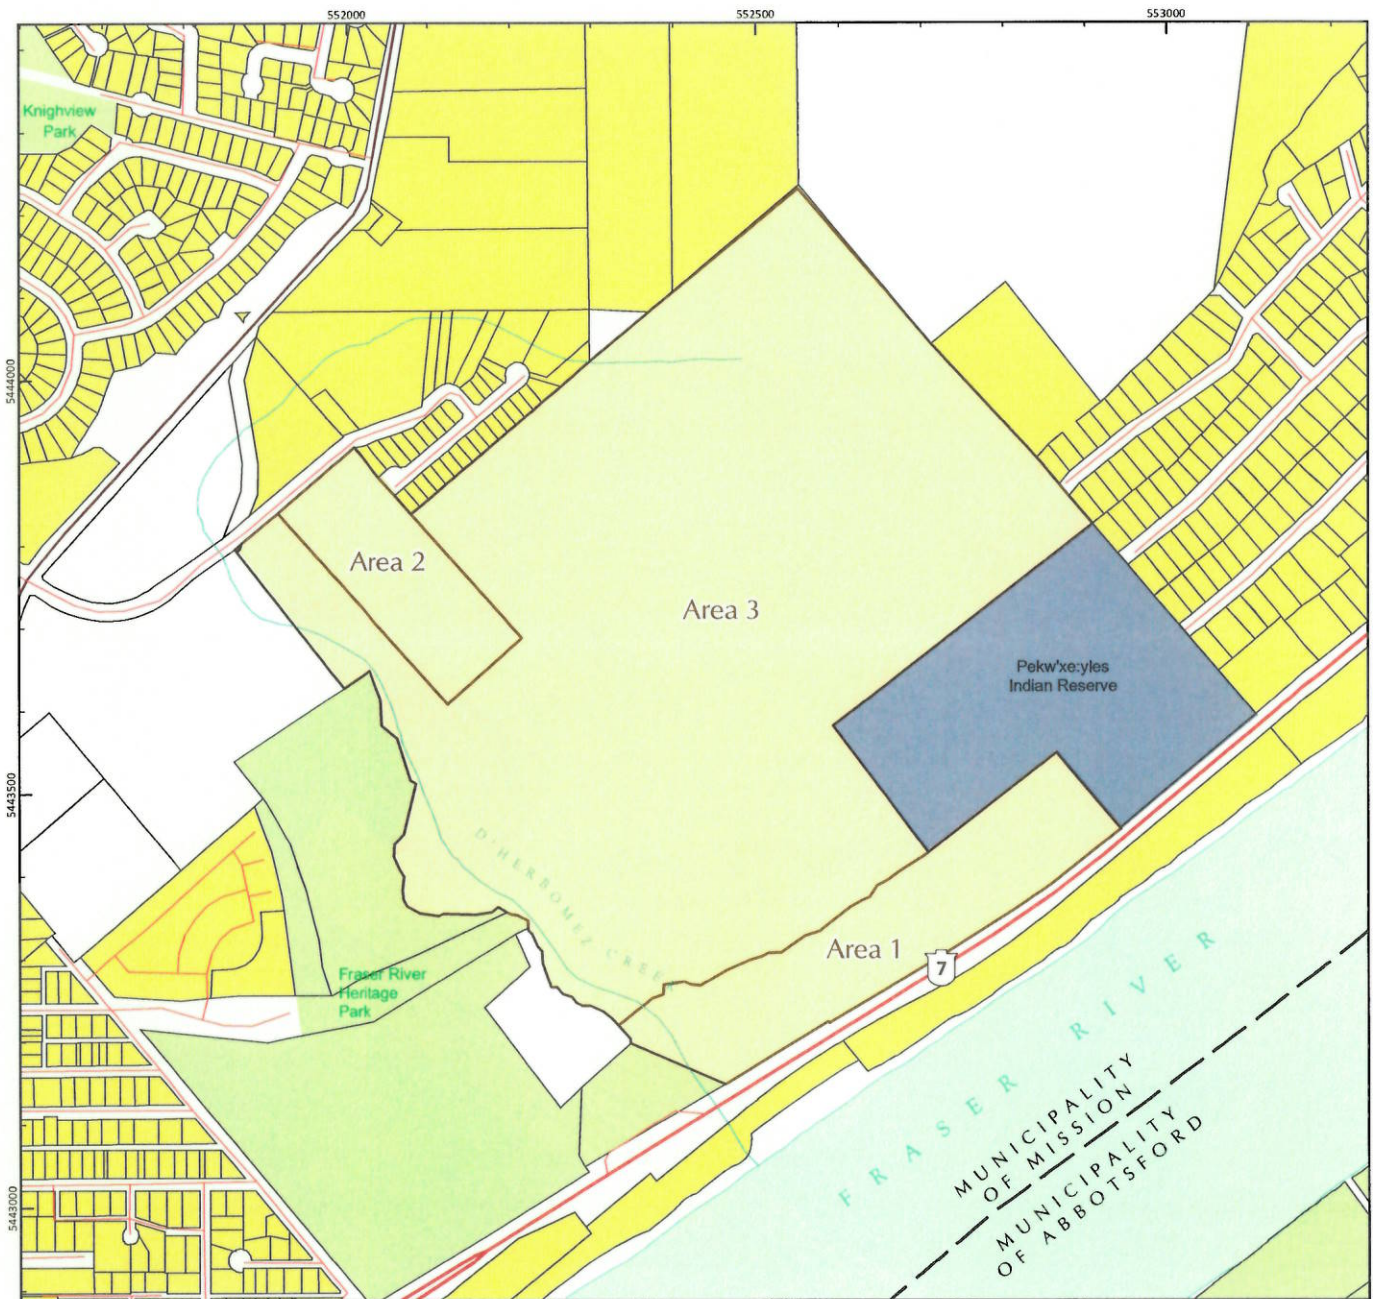 552000
552500
553000
Knighview
Park
5444000
Area 2
Area 3
Pekw'xe:yles
Indian Reserve
5443500
D'HERBOMEZ CREEK
Area 1
7
Fraser River
Heritage
Park
FRASER RIVER
MUNICIPALITY
OF MISSION
MUNICIPALITY
OF ABBOTSFORD
5443000